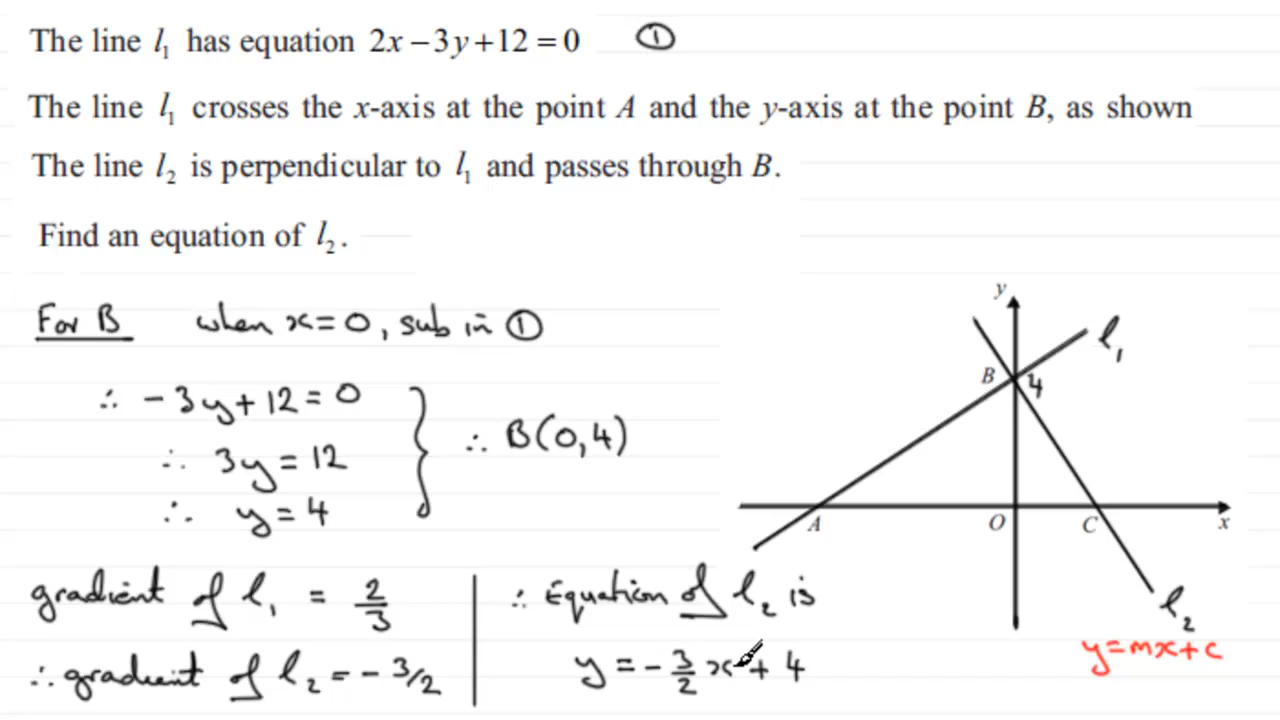 The line l₁ has equation 2x − 3y + 12 = 0 ①
The line l₁ crosses the x-axis at the point A and the y-axis at the point B, as shown
The line l₂ is perpendicular to l₁ and passes through B.
Find an equation of l₂.
For B when x = 0, sub in ①
∴ −3y + 12 = 0
∴ 3y = 12
∴ y = 4
∴ B(0, 4)
gradient of l₁ = 2/3
∴ gradient of l₂ = −3/2
∴ Equation of l₂ is
y = −3/2 x + 4
y
l₁
B 4
A O C x
l₂
y = mx + c